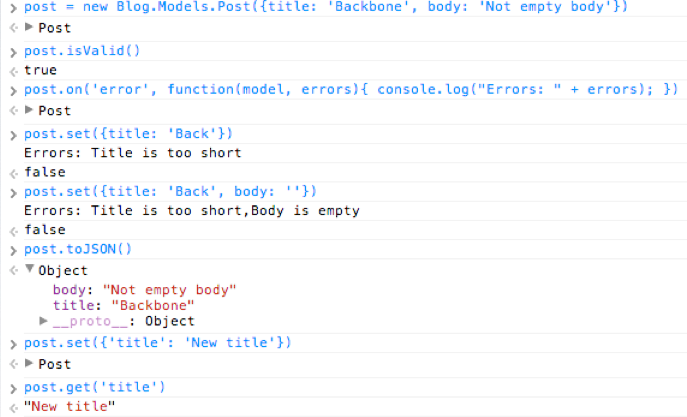 post = new Blog.Models.Post({title: 'Backbone', body: 'Not empty body'})
Post
post.isValid()
true
post.on('error', function(model, errors){ console.log("Errors: " + errors); })
Post
post.set({title: 'Back'})
Errors: Title is too short
false
post.set({title: 'Back', body: ''})
Errors: Title is too short,Body is empty
false
post.toJSON()
Object
body: "Not empty body"
title: "Backbone"
__proto__: Object
post.set({'title': 'New title'})
Post
post.get('title')
"New title"